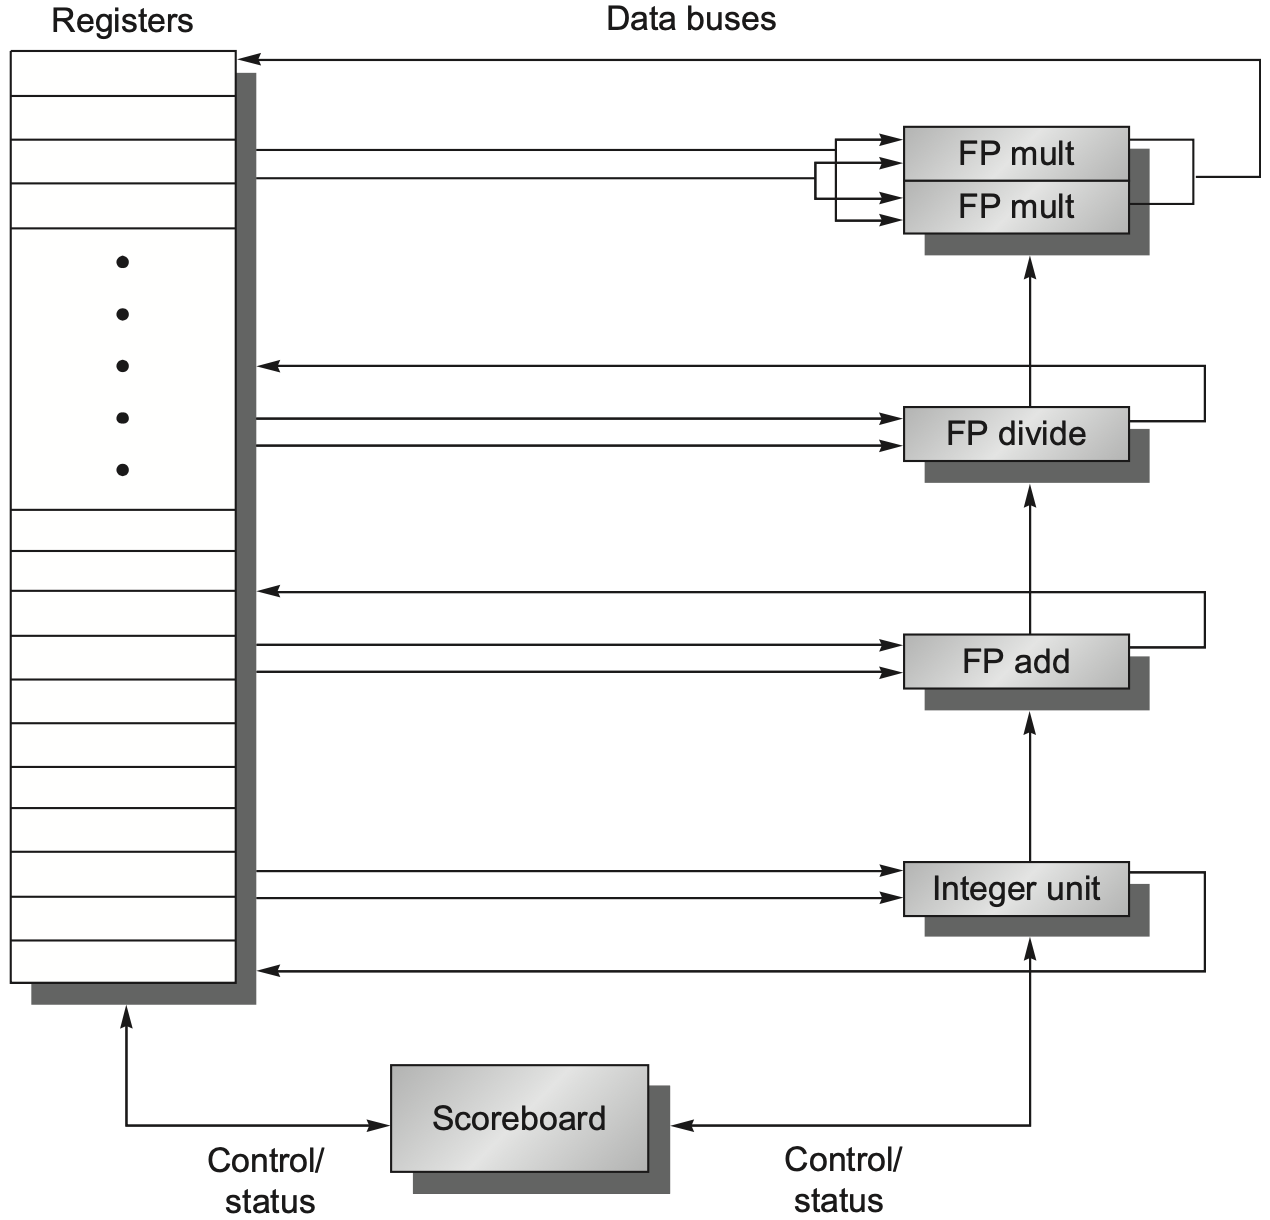 Registers
Data buses
FP mult
FP mult
FP divide
FP add
Integer unit
Scoreboard
Control/
status
Control/
status